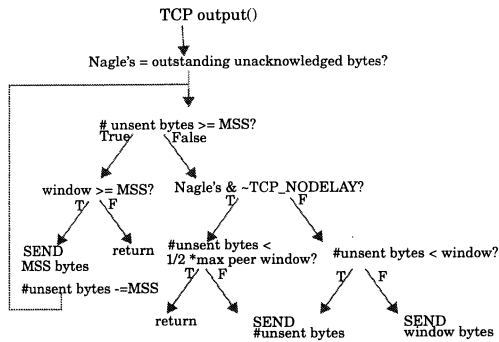 TCP output()
Nagle's = outstanding unacknowledged bytes?
# unsent bytes >= MSS?
True
False
window >= MSS?
Nagle's & ~TCP_NODELAY?
T
F
T
F
SEND
MSS bytes
return
#unsent bytes <
1/2 *max peer window?
#unsent bytes < window?
#unsent bytes -=MSS
T
F
T
F
return
SEND
#unsent bytes
SEND
window bytes